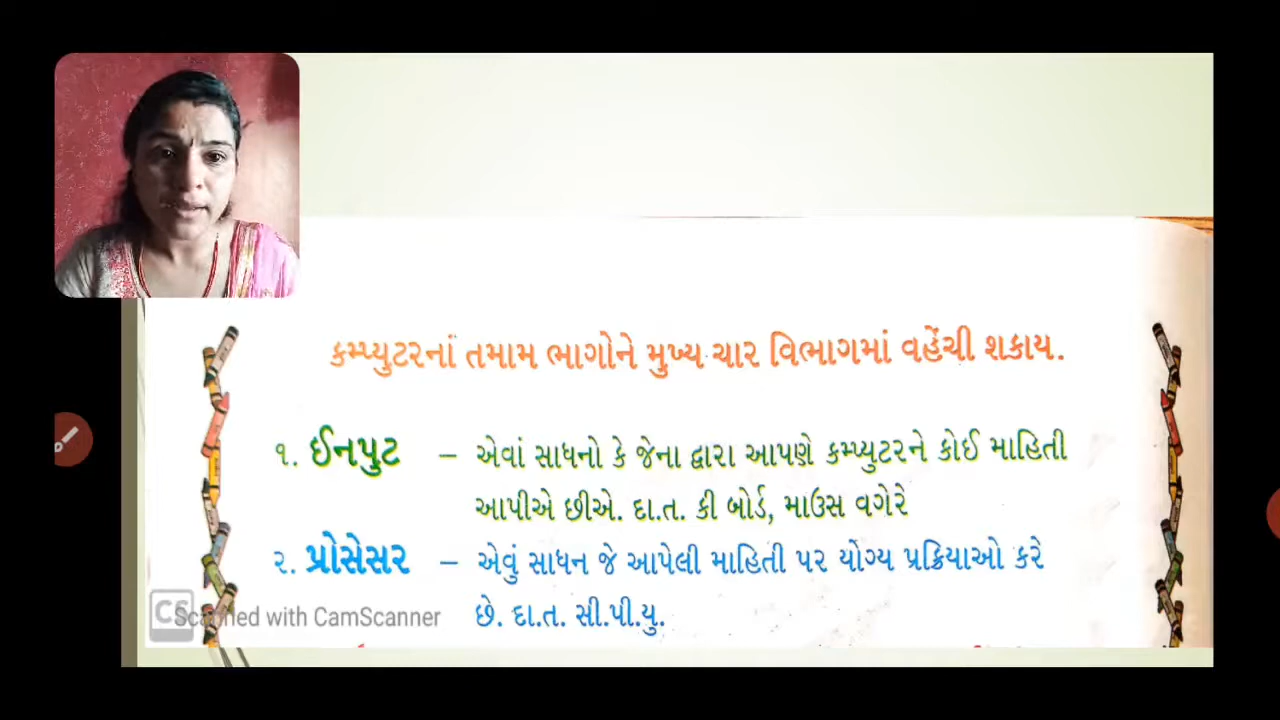 કમ્પ્યુટરનાં તમામ ભાગોને મુખ્ય ચાર વિભાગમાં વહેંચી શકાય.
૧. ઈનપુટ – એવાં સાધનો કે જેના દ્વારા આપણે કમ્પ્યુટરને કોઈ માહિતી
આપીએ છીએ. દા.ત. કી બોર્ડ, માઉસ વગેરે
૨. પ્રોસેસર – એવું સાધન જે આપેલી માહિતી પર યોગ્ય પ્રક્રિયાઓ કરે
છે. દા.ત. સી.પી.યુ.
CS Scanned with CamScanner